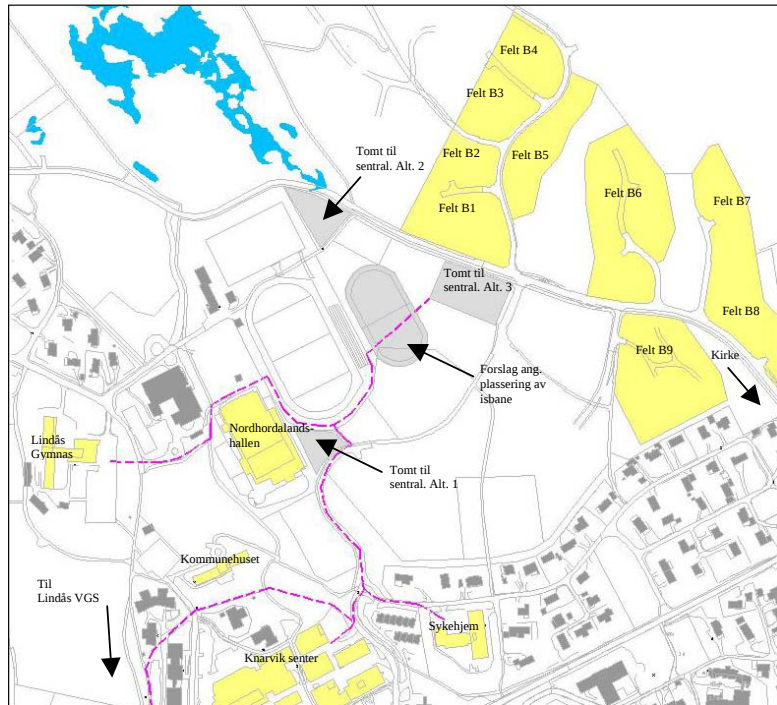 Felt B4
Felt B3
Felt B2
Felt B5
Felt B1
Tomt til
sentral. Alt. 2
Felt B6
Felt B7
Tomt til
sentral. Alt. 3
Felt B8
Felt B9
Kirke
Forslag ang.
plassering av
isbane
Nordhordalands-
hallen
Lindås
Gymnas
Tomt til
sentral. Alt. 1
Kommunehuset
Til
Lindås VGS
Sykehjem
Knarvik senter